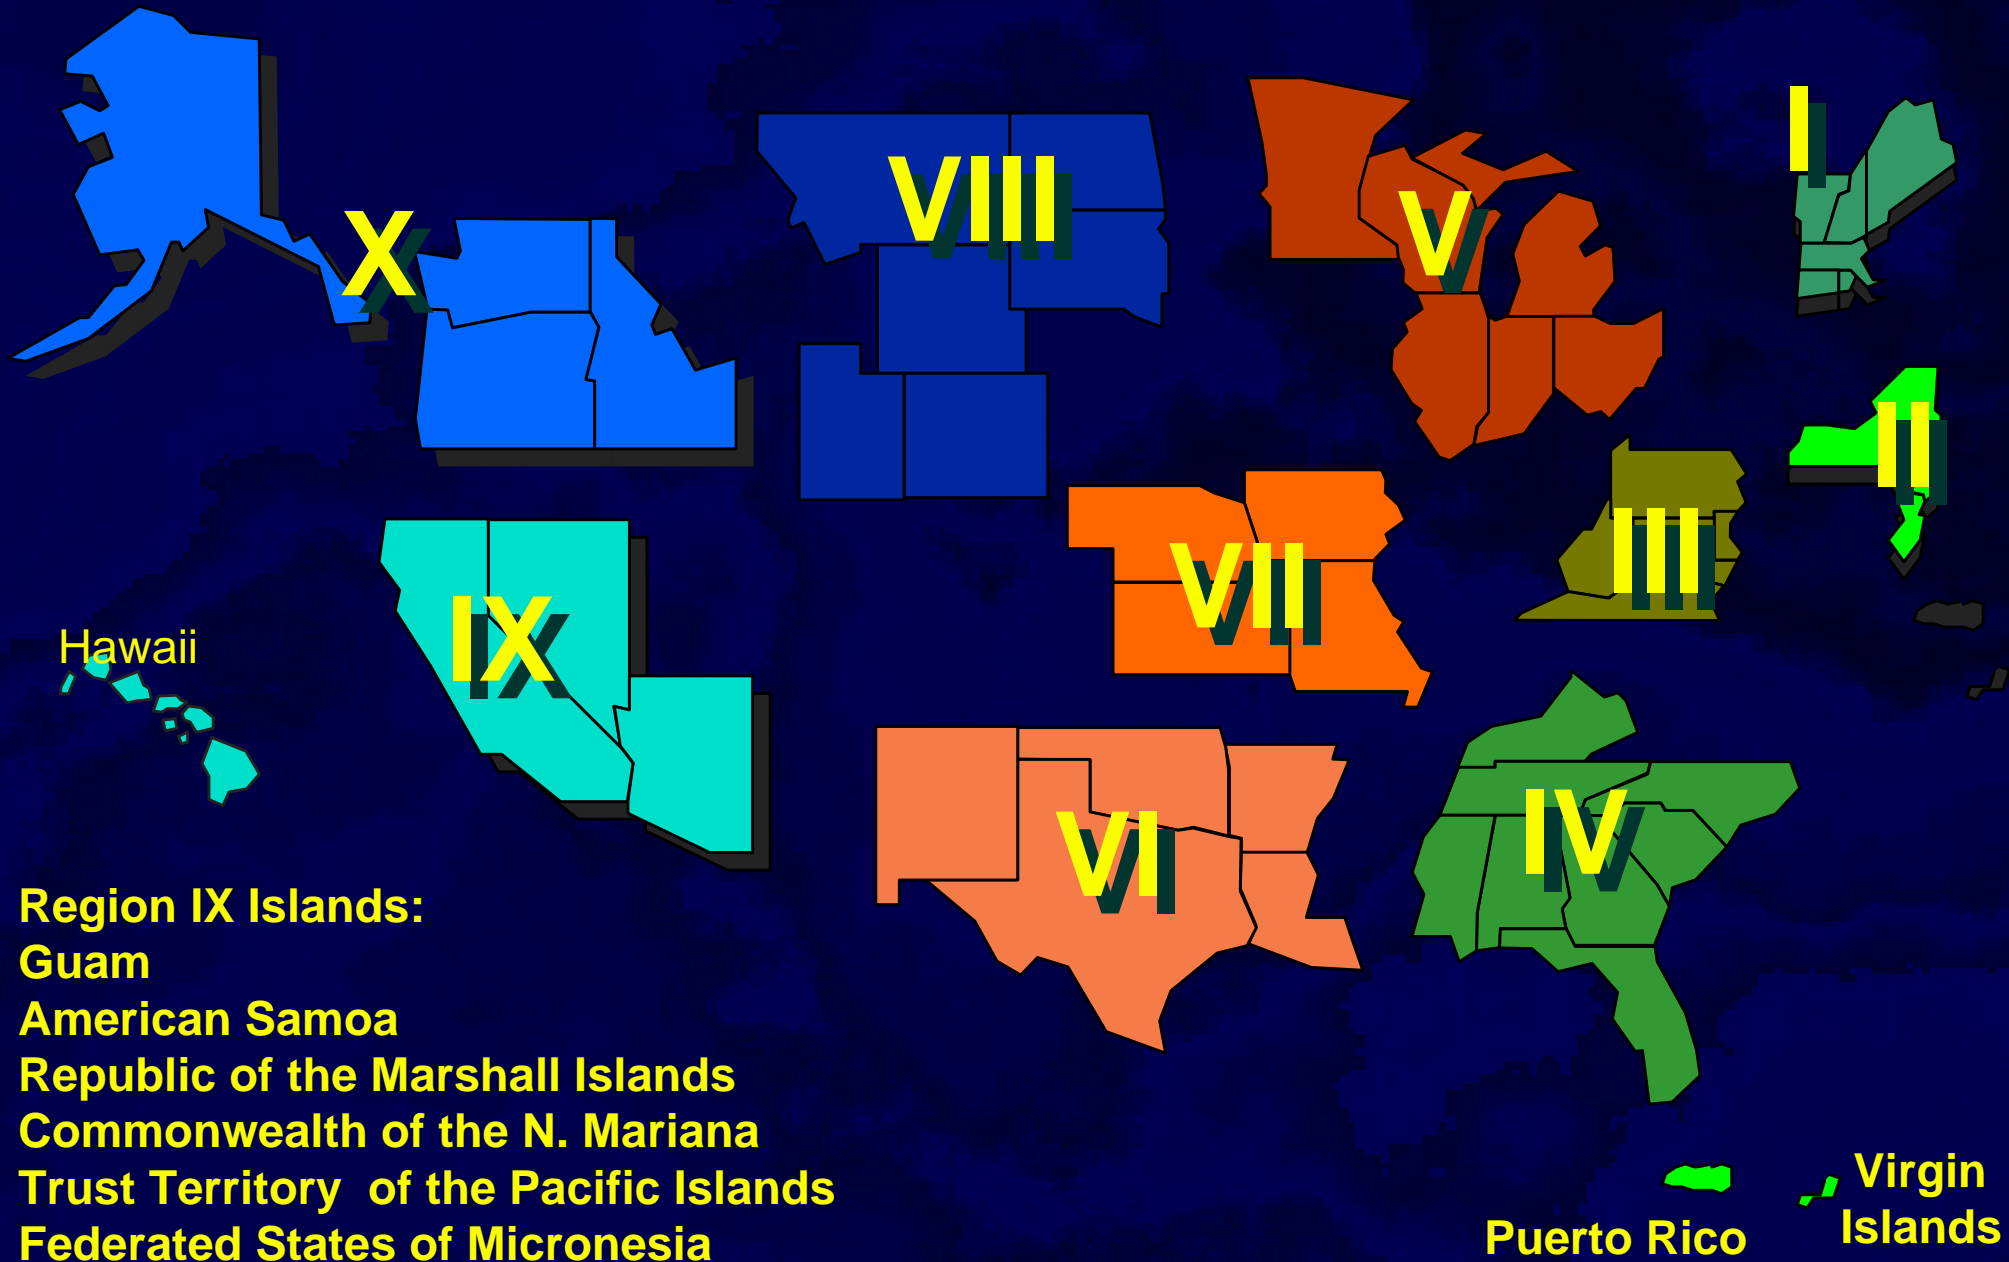 I
VIII
V
X
II
III
VII
IX
Hawaii
VI
IV
Region IX Islands:
Guam
American Samoa
Republic of the Marshall Islands
Commonwealth of the N. Mariana
Trust Territory  of the Pacific Islands
Federated States of Micronesia
Puerto Rico
Virgin
Islands